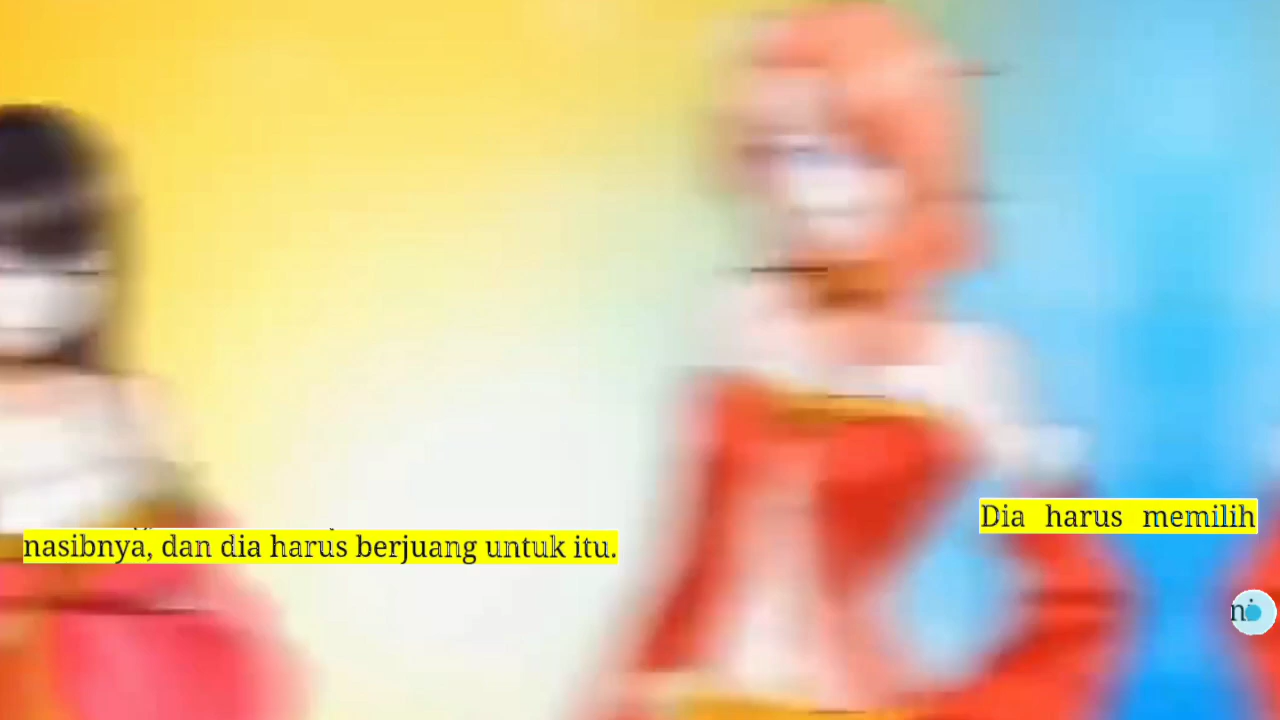 Dia harus memilih
nasibnya, dan dia harus berjuang untuk itu.
n